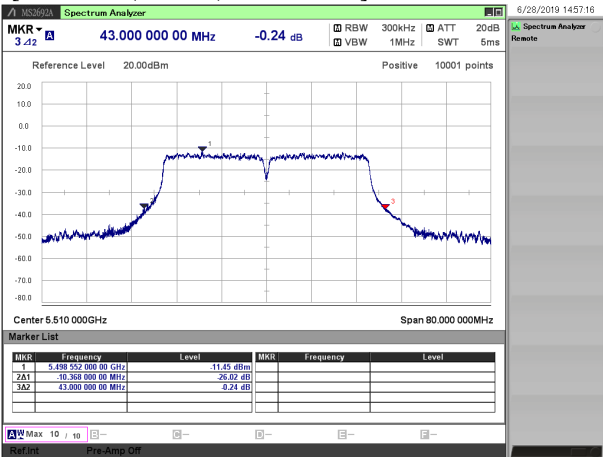 MS2692A Spectrum Analyzer
6/28/2019 14:57:16
Spectrum Analyzer
Remote
MKR
3 Δ2
A
43.000 000 00 MHz
-0.24 dB
M RBW 300kHz
M VBW 1MHz
M ATT 20dB
SWT 5ms
Reference Level 20.00dBm
Positive 10001 points
20.0
10.0
0.0
-10.0
-20.0
-30.0
-40.0
-50.0
-60.0
-70.0
-80.0
1
2
3
Center 5.510 000GHz
Span 80.000 000MHz
Marker List
MKR Frequency Level MKR Frequency Level
1 5.498 552 000 00 GHz -11.45 dBm
2Δ1 -10.368 000 00 MHz -26.02 dB
3Δ2 43.000 000 00 MHz -0.24 dB
A W Max 10 / 10
Ref.Int Pre-Amp Off